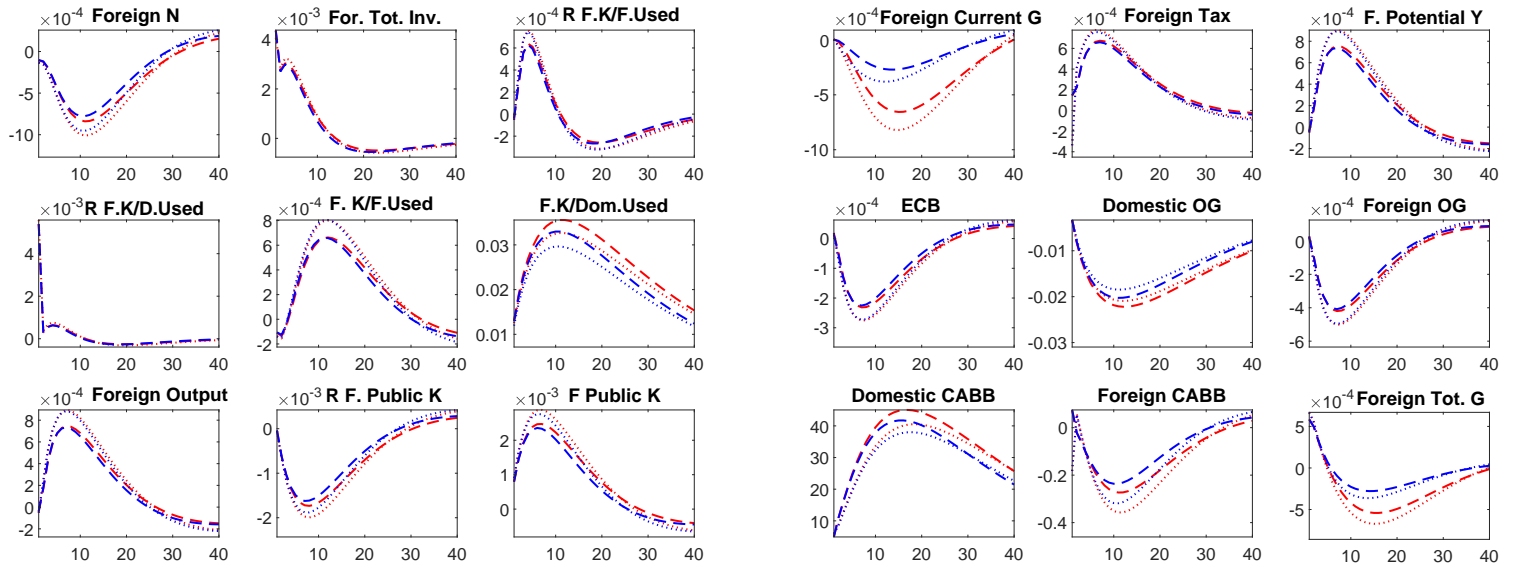 ×10⁻⁴ Foreign N
0
-5
-10
10 20 30 40
×10⁻³ For. Tot. Inv.
4
2
0
10 20 30 40
×10⁻⁴ R F.K/F.Used
8
6
4
2
0
-2
10 20 30 40
×10⁻³ R F.K/D.Used
4
2
0
10 20 30 40
×10⁻⁴ F. K/F.Used
8
6
4
2
0
-2
10 20 30 40
F.K/Dom.Used
0.03
0.02
0.01
10 20 30 40
Foreign Output ×10⁻⁴
8
6
4
2
0
-2
10 20 30 40
×10⁻³ R F. Public K
0
-1
-2
10 20 30 40
×10⁻³ F Public K
2
1
0
10 20 30 40
×10⁻⁴ Foreign Current G
0
-5
-10
10 20 30 40
×10⁻⁴ Foreign Tax
6
4
2
0
-2
-4
10 20 30 40
×10⁻⁴ F. Potential Y
8
6
4
2
0
-2
10 20 30 40
×10⁻⁴ ECB
0
-1
-2
-3
10 20 30 40
Domestic OG
-0.01
-0.02
-0.03
10 20 30 40
×10⁻⁴ Foreign OG
0
-2
-4
-6
10 20 30 40
Domestic CABB
40
30
20
10
10 20 30 40
Foreign CABB
0
-0.2
-0.4
10 20 30 40
×10⁻⁴ Foreign Tot. G
5
0
-5
10 20 30 40